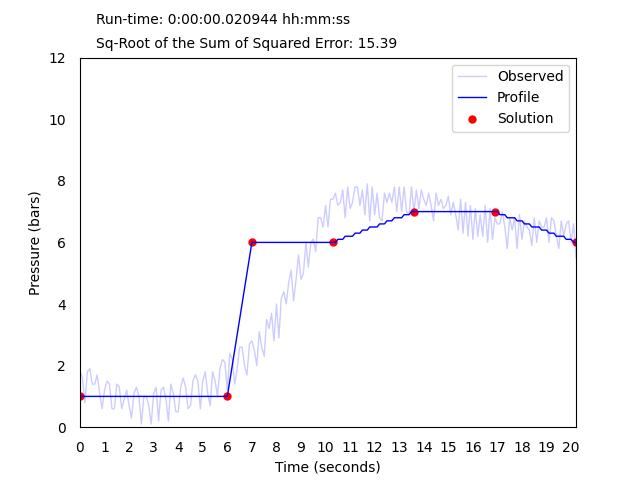 Run-time: 0:00:00.020944 hh:mm:ss
Sq-Root of the Sum of Squared Error: 15.39
12
10
8
6
4
2
0
Pressure (bars)
Observed
Profile
Solution
0 1 2 3 4 5 6 7 8 9 10 11 12 13 14 15 16 17 18 19 20
Time (seconds)